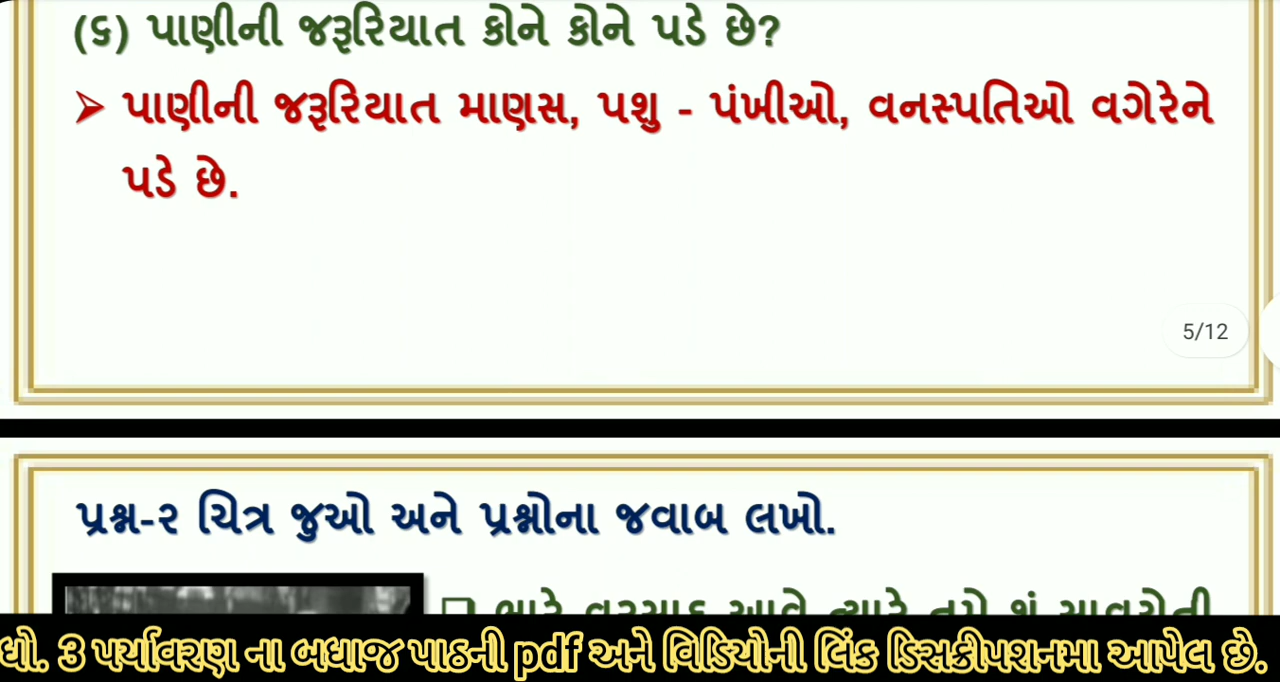 (૬) પાણીની જરૂરિયાત કોને કોને પડે છે?
➢ પાણીની જરૂરિયાત માણસ, પશુ - પંખીઓ, વનસ્પતિઓ વગેરેને
પડે છે.
5/12
પ્રશ્ન-૨ ચિત્ર જુઓ અને પ્રશ્નોના જવાબ લખો.
ધો. 3 પર્યાવરણ ના બધાજ પાઠની pdf અને વિડિયોની લિંક ડિસક્રીપશનમા આપેલ છે.